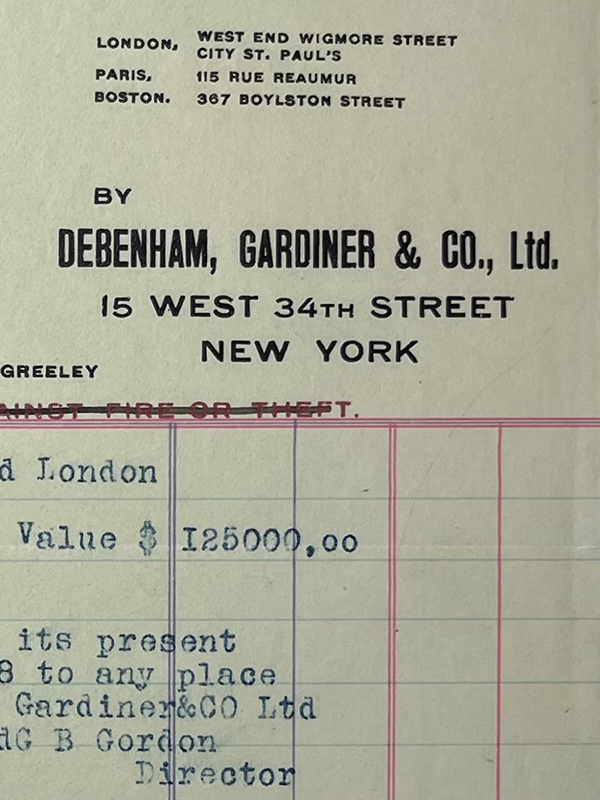 LONDON, WEST END WIGMORE STREET
CITY ST. PAUL'S
PARIS, 115 RUE REAUMUR
BOSTON. 367 BOYLSTON STREET
BY
DEBENHAM, GARDINER & CO., Ltd.
15 WEST 34TH STREET
NEW YORK
GREELEY
AINST FIRE OR THEFT.
d London
Value $ I25000,oo
its present
8 to any place
Gardiner&CO Ltd
dG B Gordon
Director